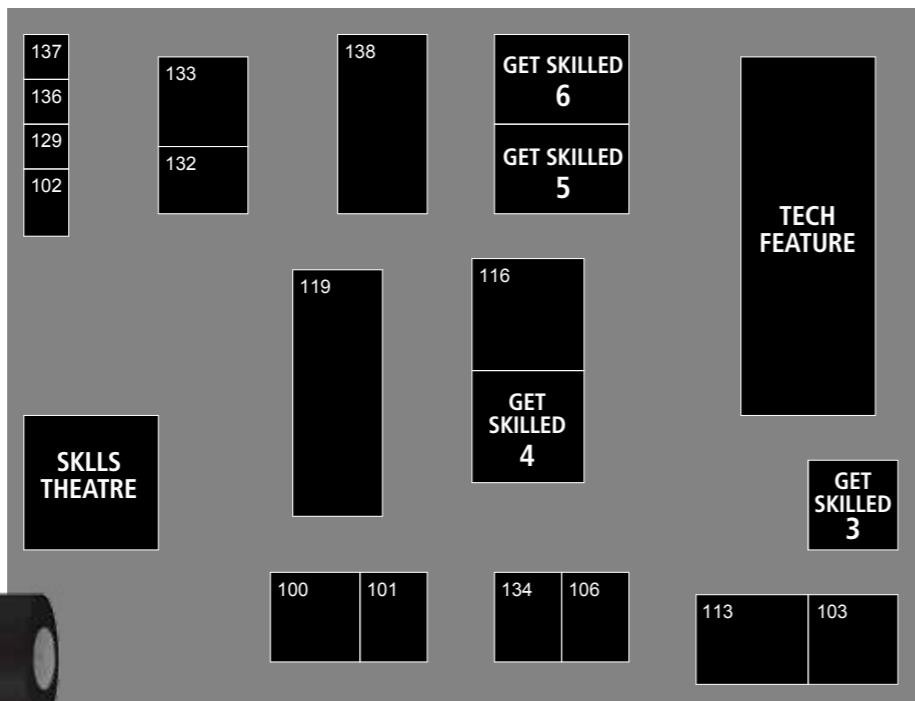 137
136
129
102
133
132
138
GET SKILLED
6
GET SKILLED
5
TECH
FEATURE
119
116
GET
SKILLED
4
SKLLS
THEATRE
GET
SKILLED
3
100
101
134
106
113
103